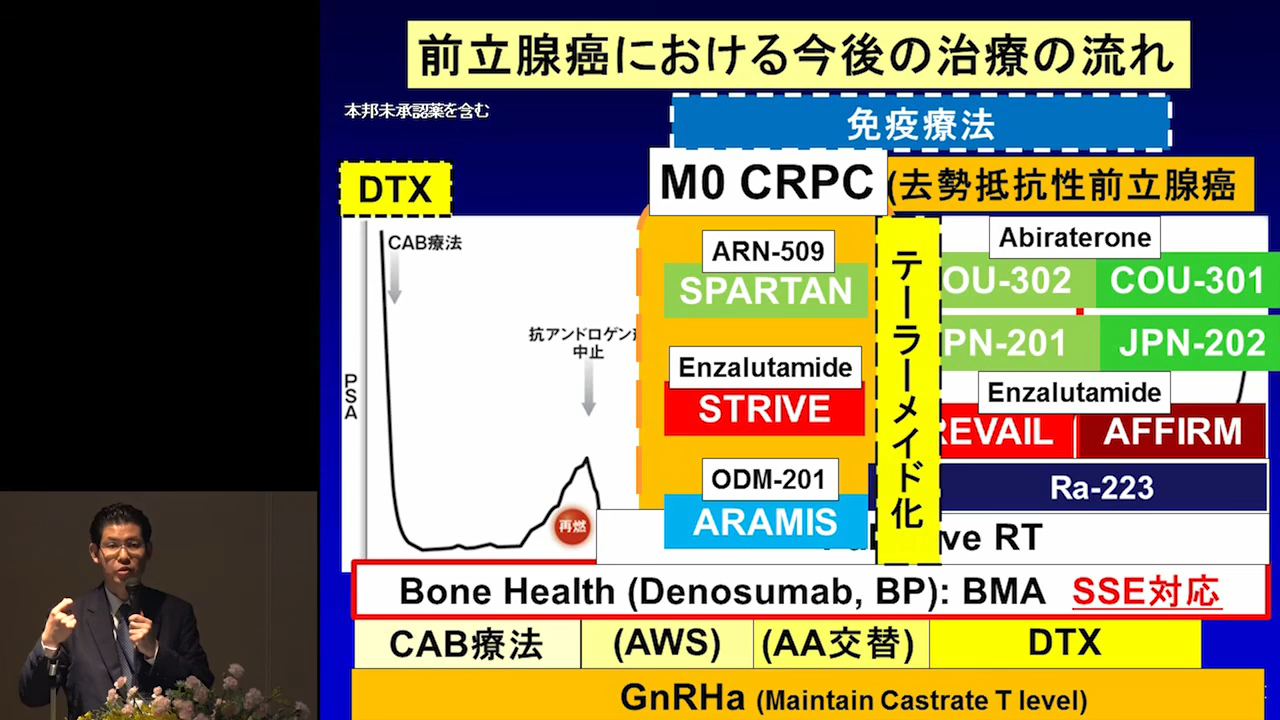 前立腺癌における今後の治療の流れ
本邦未承認薬を含む
免疫療法
DTX
M0 CRPC
(去勢抵抗性前立腺癌
CAB療法
抗アンドロゲン
中止
PSA
再燃
ARN-509
SPARTAN
Enzalutamide
STRIVE
ODM-201
ARAMIS
テーラーメイド化
Abiraterone
OU-302
COU-301
PN-201
JPN-202
Enzalutamide
REVAIL
AFFIRM
Ra-223
ve RT
Bone Health (Denosumab, BP): BMA SSE対応
CAB療法
(AWS)
(AA交替)
DTX
GnRHa (Maintain Castrate T level)